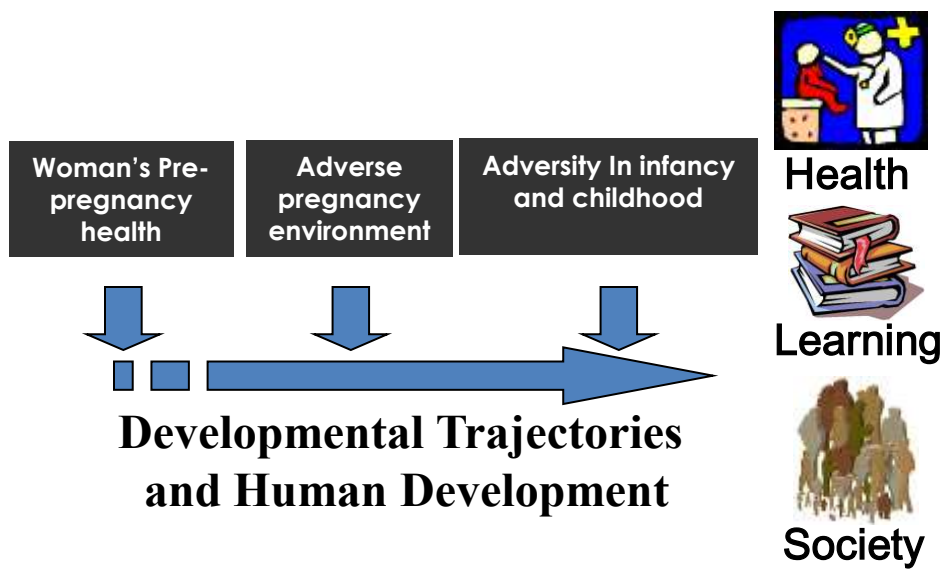 Woman's Pre-
pregnancy
health
Adverse
pregnancy
environment
Adversity In infancy
and childhood
Developmental Trajectories
and Human Development
Health
Learning
Society